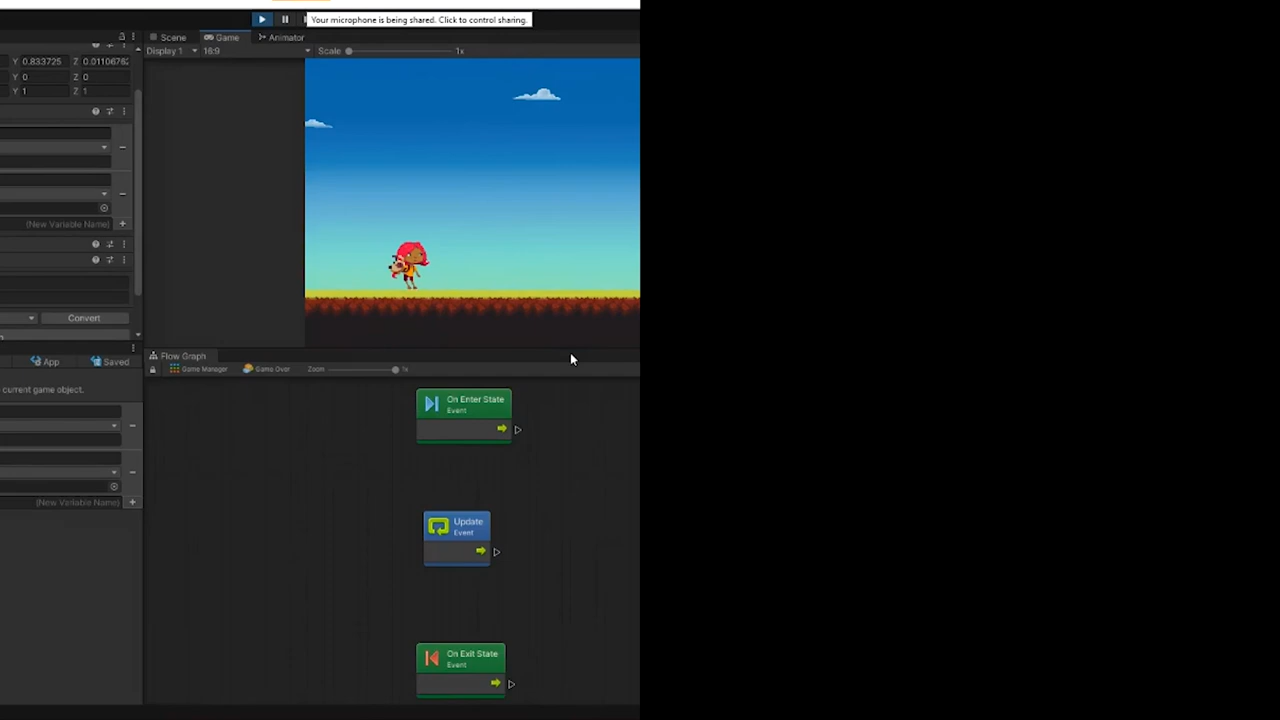 Your microphone is being shared. Click to control sharing.
Scene Game Animator
Display 1 16:9 Scale 1x
Y 0.833725 Z 0.0110676
Y 0 Z 0
Y 1 Z 1
(New Variable Name)
Convert
App Saved
current game object.
(New Variable Name)
Flow Graph
Game Manager Game Over Zoom 1x
On Enter State
Event
Update
Event
On Exit State
Event